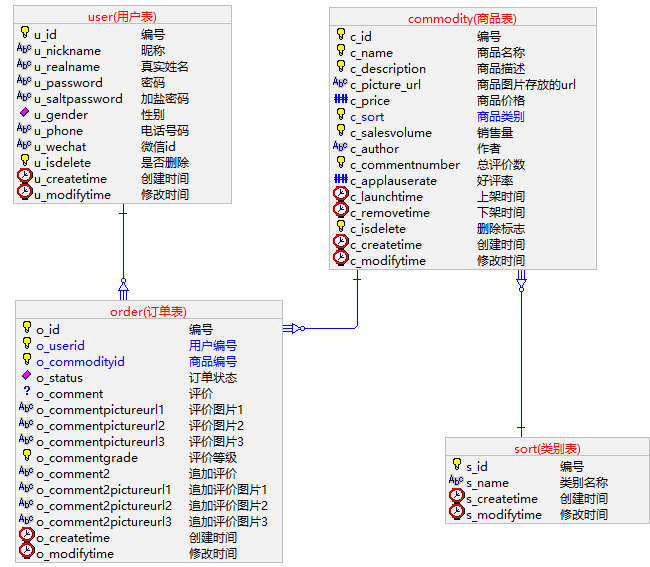 user(用户表)
u_id 编号
u_nickname 昵称
u_realname 真实姓名
u_password 密码
u_saltpassword 加盐密码
u_gender 性别
u_phone 电话号码
u_wechat 微信id
u_isdelete 是否删除
u_createtime 创建时间
u_modifytime 修改时间
commodity(商品表)
c_id 编号
c_name 商品名称
c_description 商品描述
c_picture_url 商品图片存放的url
c_price 商品价格
c_sort 商品类别
c_salesvolume 销售量
c_author 作者
c_commentnumber 总评价数
c_applauserate 好评率
c_launchtime 上架时间
c_removetime 下架时间
c_isdelete 删除标志
c_createtime 创建时间
c_modifytime 修改时间
order(订单表)
o_id 编号
o_userid 用户编号
o_commodityid 商品编号
o_status 订单状态
? o_comment 评价
o_commentpictureurl1 评价图片1
o_commentpictureurl2 评价图片2
o_commentpictureurl3 评价图片3
o_commentgrade 评价等级
o_comment2 追加评价
o_comment2pictureurl1 追加评价图片1
o_comment2pictureurl2 追加评价图片2
o_comment2pictureurl3 追加评价图片3
o_createtime 创建时间
o_modifytime 修改时间
sort(类别表)
s_id 编号
s_name 类别名称
s_createtime 创建时间
s_modifytime 修改时间